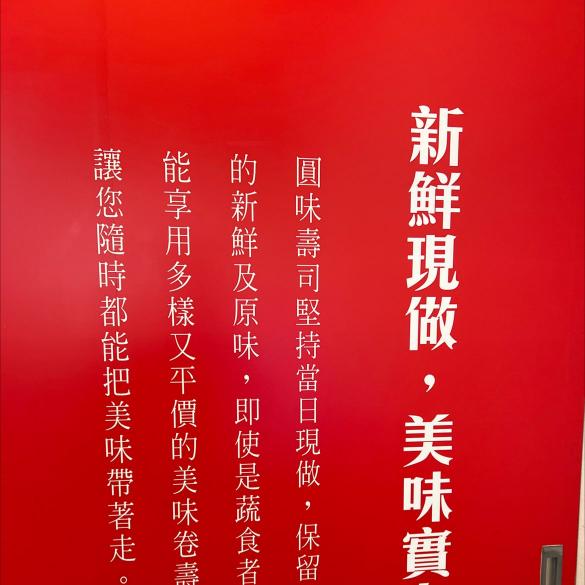 新鮮現做，美味實
圓味壽司堅持當日現做，保留
的新鮮及原味，即使是蔬食者
能享用多樣又平價的美味卷壽
讓您隨時都能把美味帶著走。